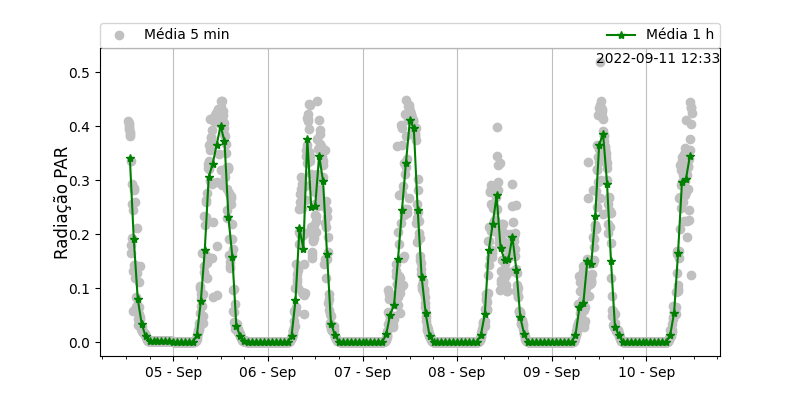 Média 5 min
Média 1 h
2022-09-11 12:33
Radiação PAR
0.5
0.4
0.3
0.2
0.1
0.0
05 - Sep
06 - Sep
07 - Sep
08 - Sep
09 - Sep
10 - Sep